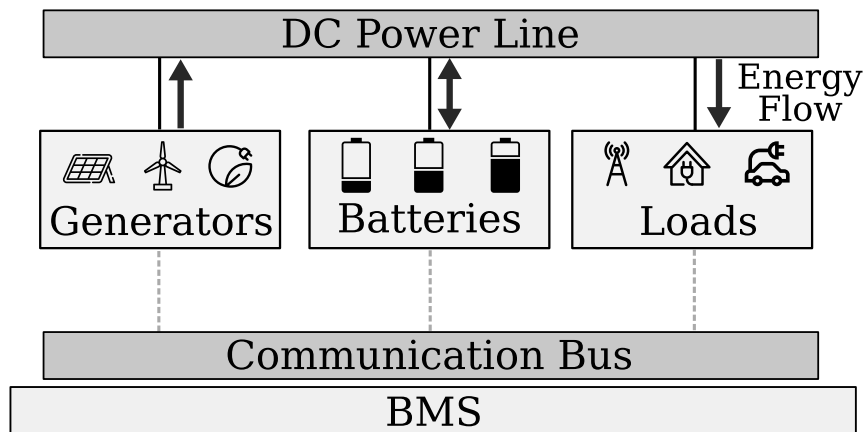 DC Power Line
Energy
Flow
Generators
Batteries
Loads
Communication Bus
BMS